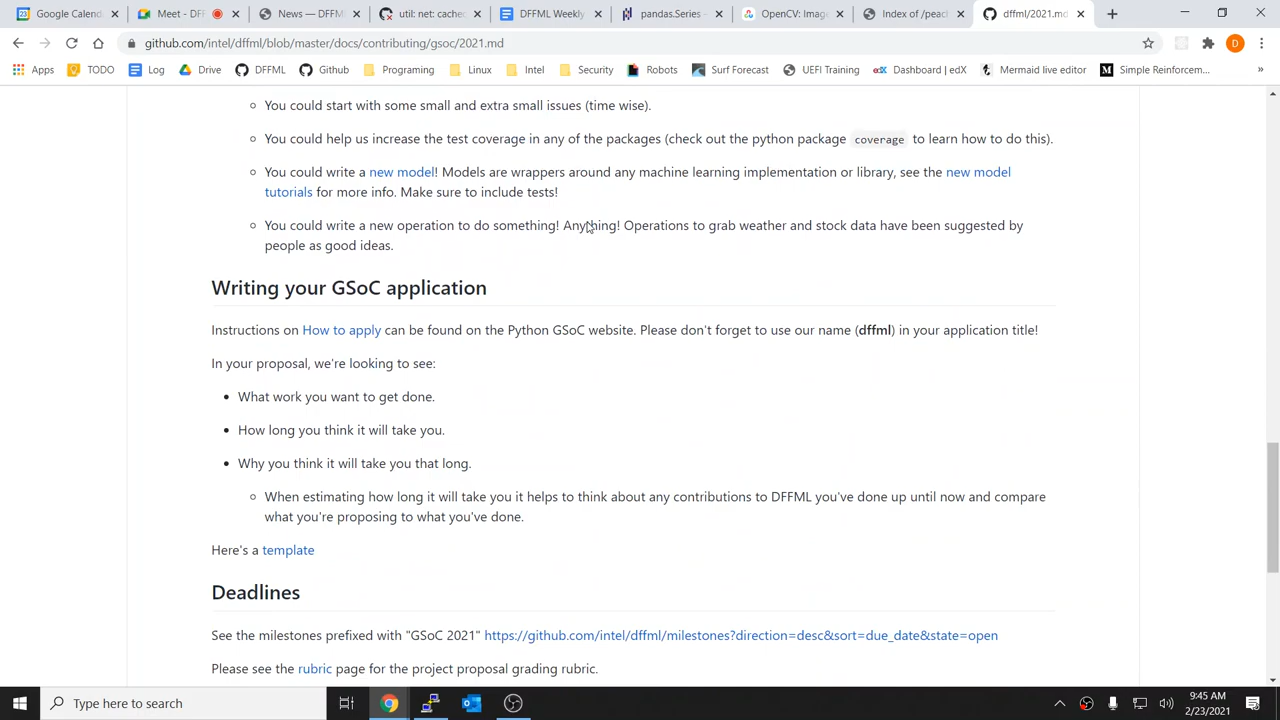 Google Calenda
Meet - DF
News — DFFM
util: net: cachec
DFFML Weekly
pandas.Series -
OpenCV: Imag
Index of /peach
dffml/2021.md
github.com/intel/dffml/blob/master/docs/contributing/gsoc/2021.md
D
Apps
TODO
Log
Drive
DFFML
Github
Programing
Linux
Intel
Security
Robots
Surf Forecast
UEFI Training
Dashboard | edX
Mermaid live editor
Simple Reinforcem...
You could start with some small and extra small issues (time wise).
You could help us increase the test coverage in any of the packages (check out the python package coverage to learn how to do this).
You could write a new model! Models are wrappers around any machine learning implementation or library, see the new model
tutorials for more info. Make sure to include tests!
You could write a new operation to do something! Anything! Operations to grab weather and stock data have been suggested by
people as good ideas.
Writing your GSoC application
Instructions on How to apply can be found on the Python GSoC website. Please don't forget to use our name (dffml) in your application title!
In your proposal, we're looking to see:
What work you want to get done.
How long you think it will take you.
Why you think it will take you that long.
When estimating how long it will take you it helps to think about any contributions to DFFML you've done up until now and compare
what you're proposing to what you've done.
Here's a template
Deadlines
See the milestones prefixed with "GSoC 2021" https://github.com/intel/dffml/milestones?direction=desc&sort=due_date&state=open
Please see the rubric page for the project proposal grading rubric.
Type here to search
9:45 AM
2/23/2021